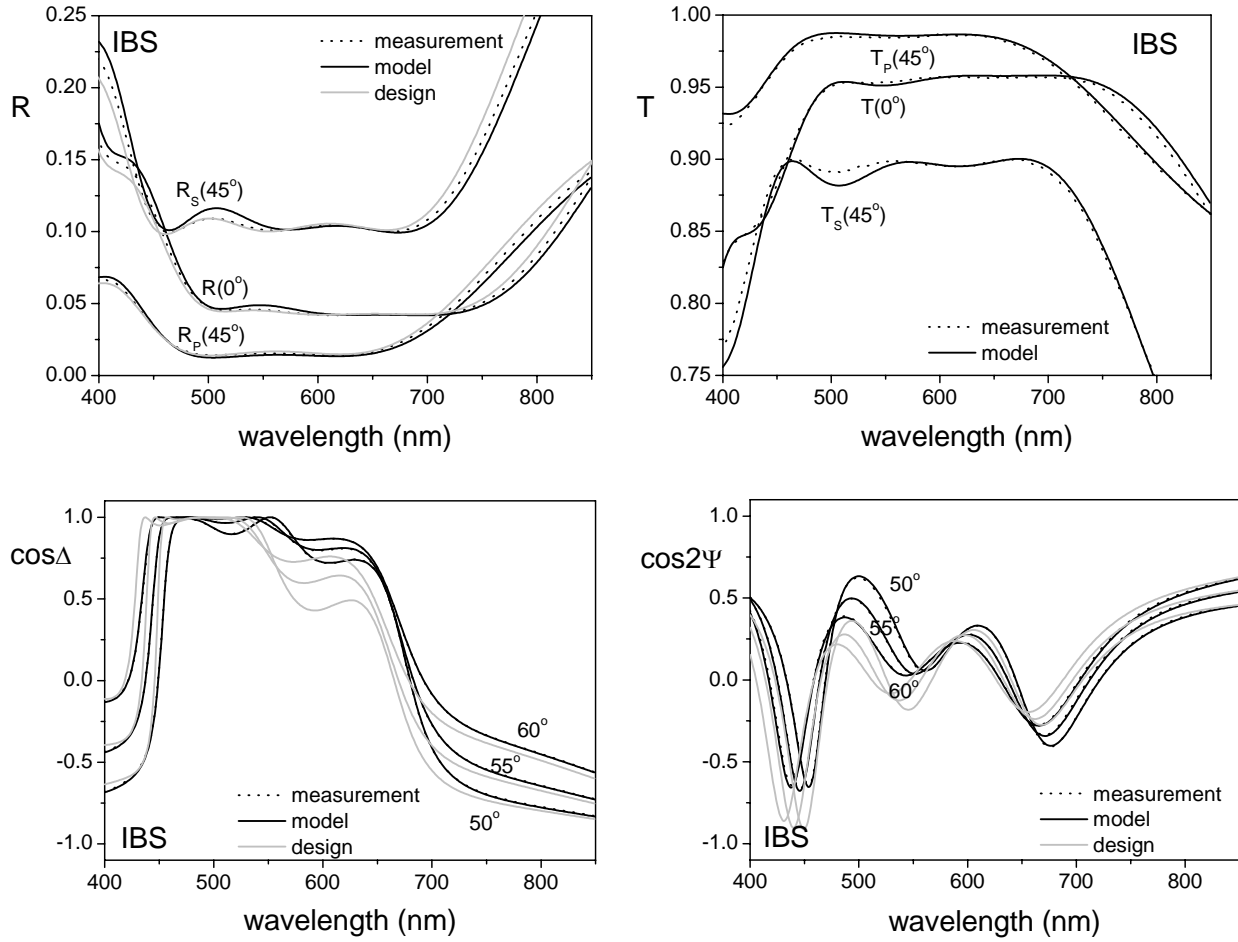 IBS
measurement
model
design
R
R_S(45°)
R(0°)
R_P(45°)
0.25
0.20
0.15
0.10
0.05
0.00
400 500 600 700 800
wavelength (nm)
IBS
T_P(45°)
T(0°)
T_S(45°)
T
measurement
model
1.00
0.95
0.90
0.85
0.80
0.75
400 500 600 700 800
wavelength (nm)
cosΔ
1.0
0.5
0.0
-0.5
-1.0
60°
55°
50°
measurement
model
design
IBS
400 500 600 700 800
wavelength (nm)
cos2Ψ
1.0
0.5
0.0
-0.5
-1.0
50°
55°
60°
measurement
model
design
IBS
400 500 600 700 800
wavelength (nm)